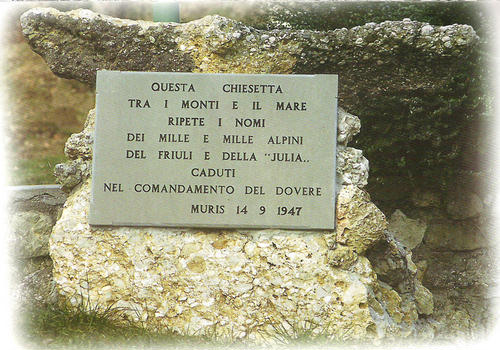 QUESTA CHIESETTA
TRA I MONTI E IL MARE
RIPETE I NOMI
DEI MILLE E MILLE ALPINI
DEL FRIULI E DELLA "JULIA..
CADUTI
NEL COMANDAMENTO DEL DOVERE
MURIS 14 9 1947